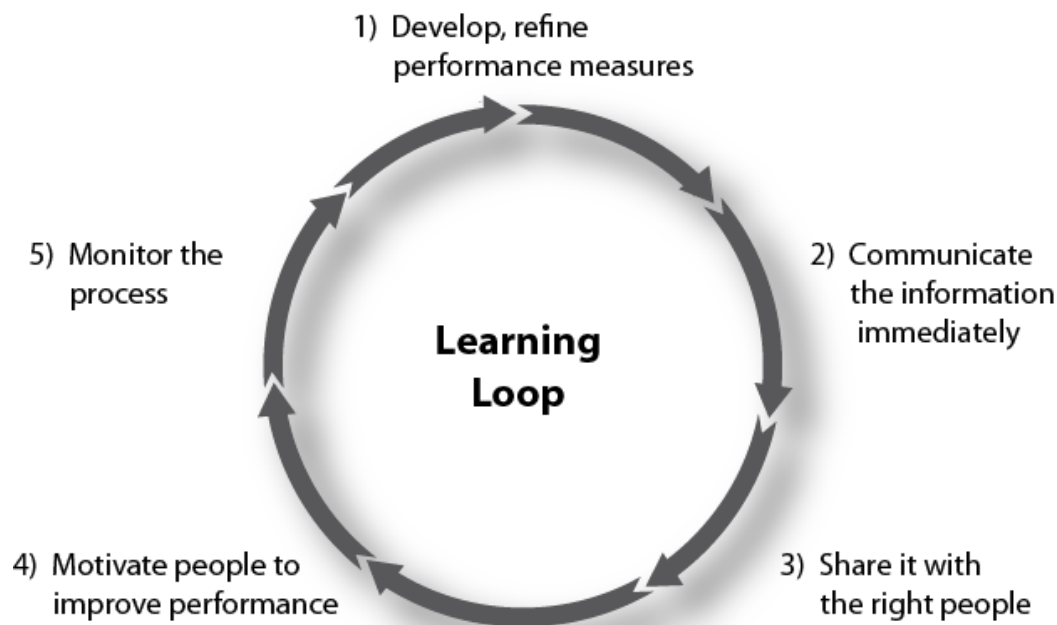 1) Develop, refine
performance measures
2) Communicate
the information
immediately
3) Share it with
the right people
4) Motivate people to
improve performance
5) Monitor the
process
Learning
Loop